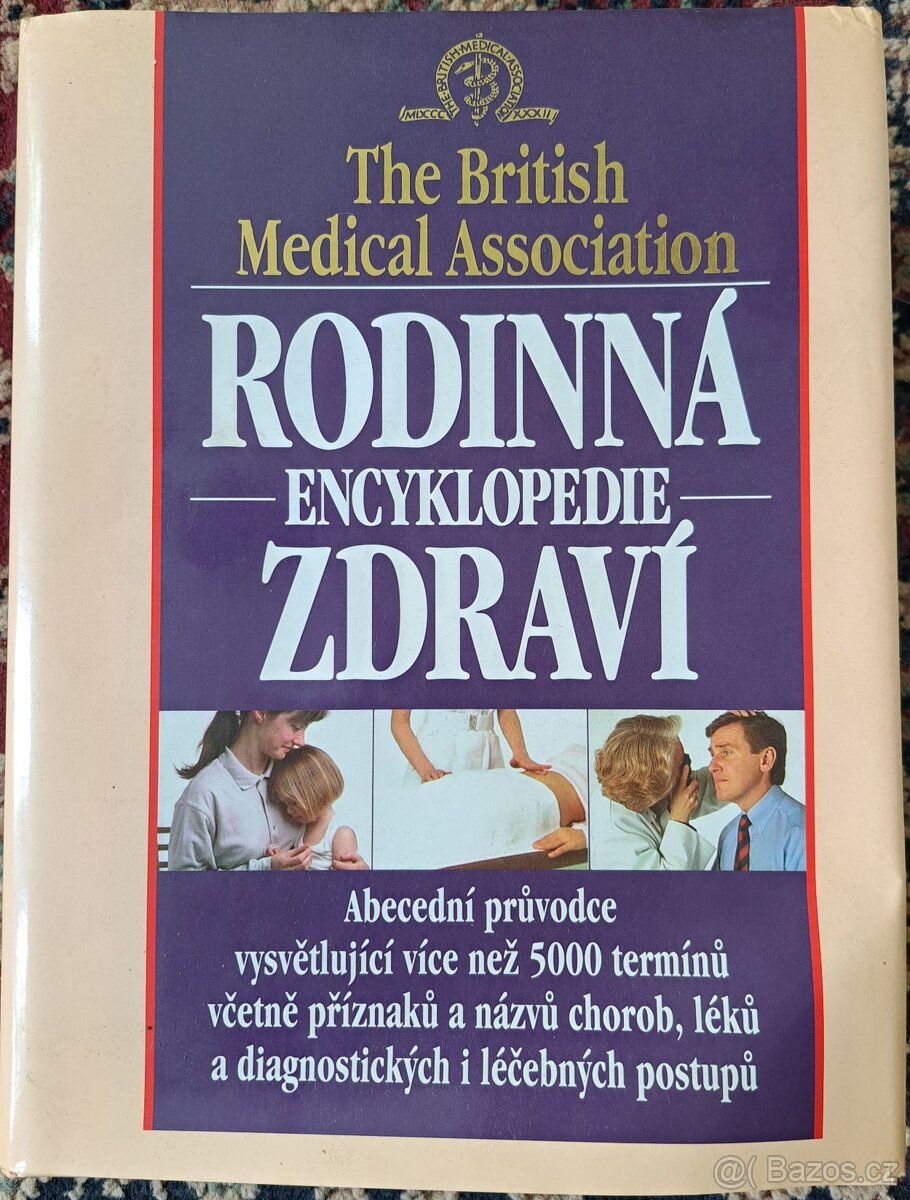 THE·BRITISH·MEDICAL·ASSOCIATION
MDCCC XXXII
The British
Medical Association
RODINNÁ
ENCYKLOPEDIE
ZDRAVÍ
Abecední průvodce
vysvětlující více než 5000 termínů
včetně příznaků a názvů chorob, léků
a diagnostických i léčebných postupů
@( Bazos.cz